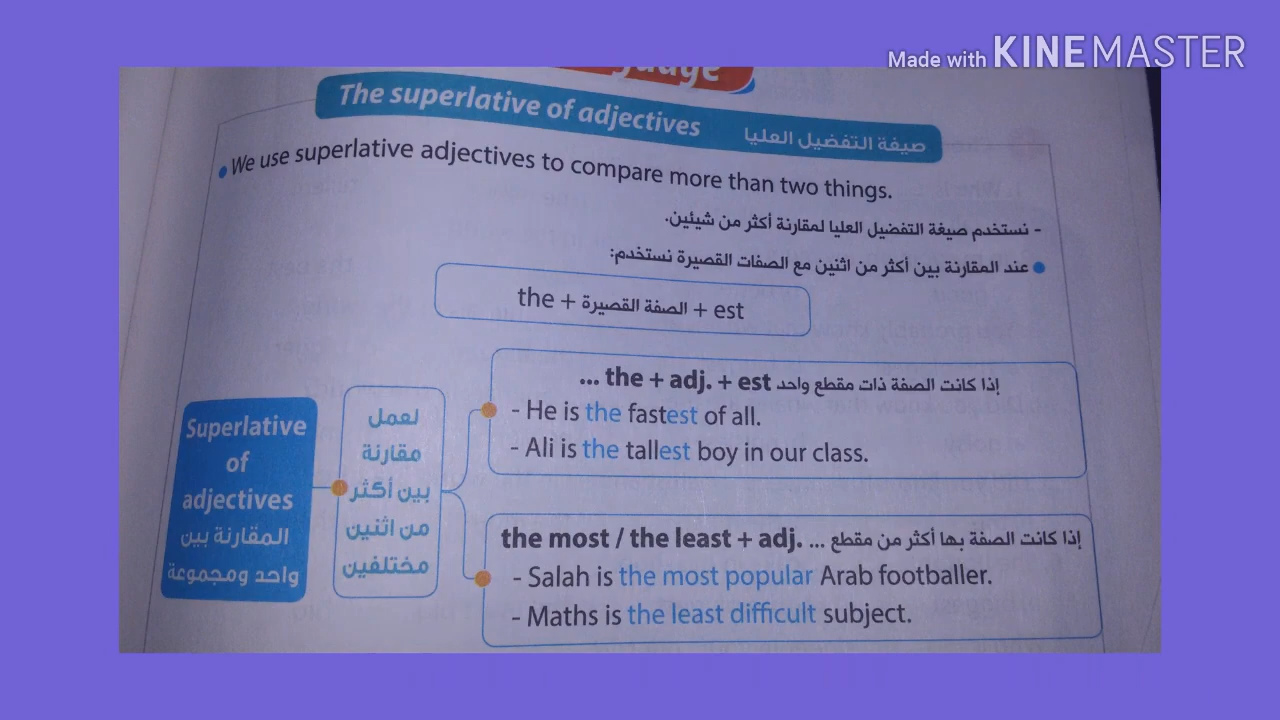 Made with KINEMASTER
The superlative of adjectives صيغة التفضيل العليا
• We use superlative adjectives to compare more than two things.
- نستخدم صيغة التفضيل العليا لمقارنة أكثر من شيئين.
● عند المقارنة بين أكثر من اثنين مع الصفات القصيرة نستخدم:
the + الصفة القصيرة + est
... the + adj. + est إذا كانت الصفة ذات مقطع واحد
- He is the fastest of all.
- Ali is the tallest boy in our class.
Superlative
of
adjectives
المقارنة بين
واحد ومجموعة
لعمل
مقارنة
بين أكثر
من اثنين
مختلفين
the most / the least + adj. ... إذا كانت الصفة بها أكثر من مقطع
- Salah is the most popular Arab footballer.
- Maths is the least difficult subject.